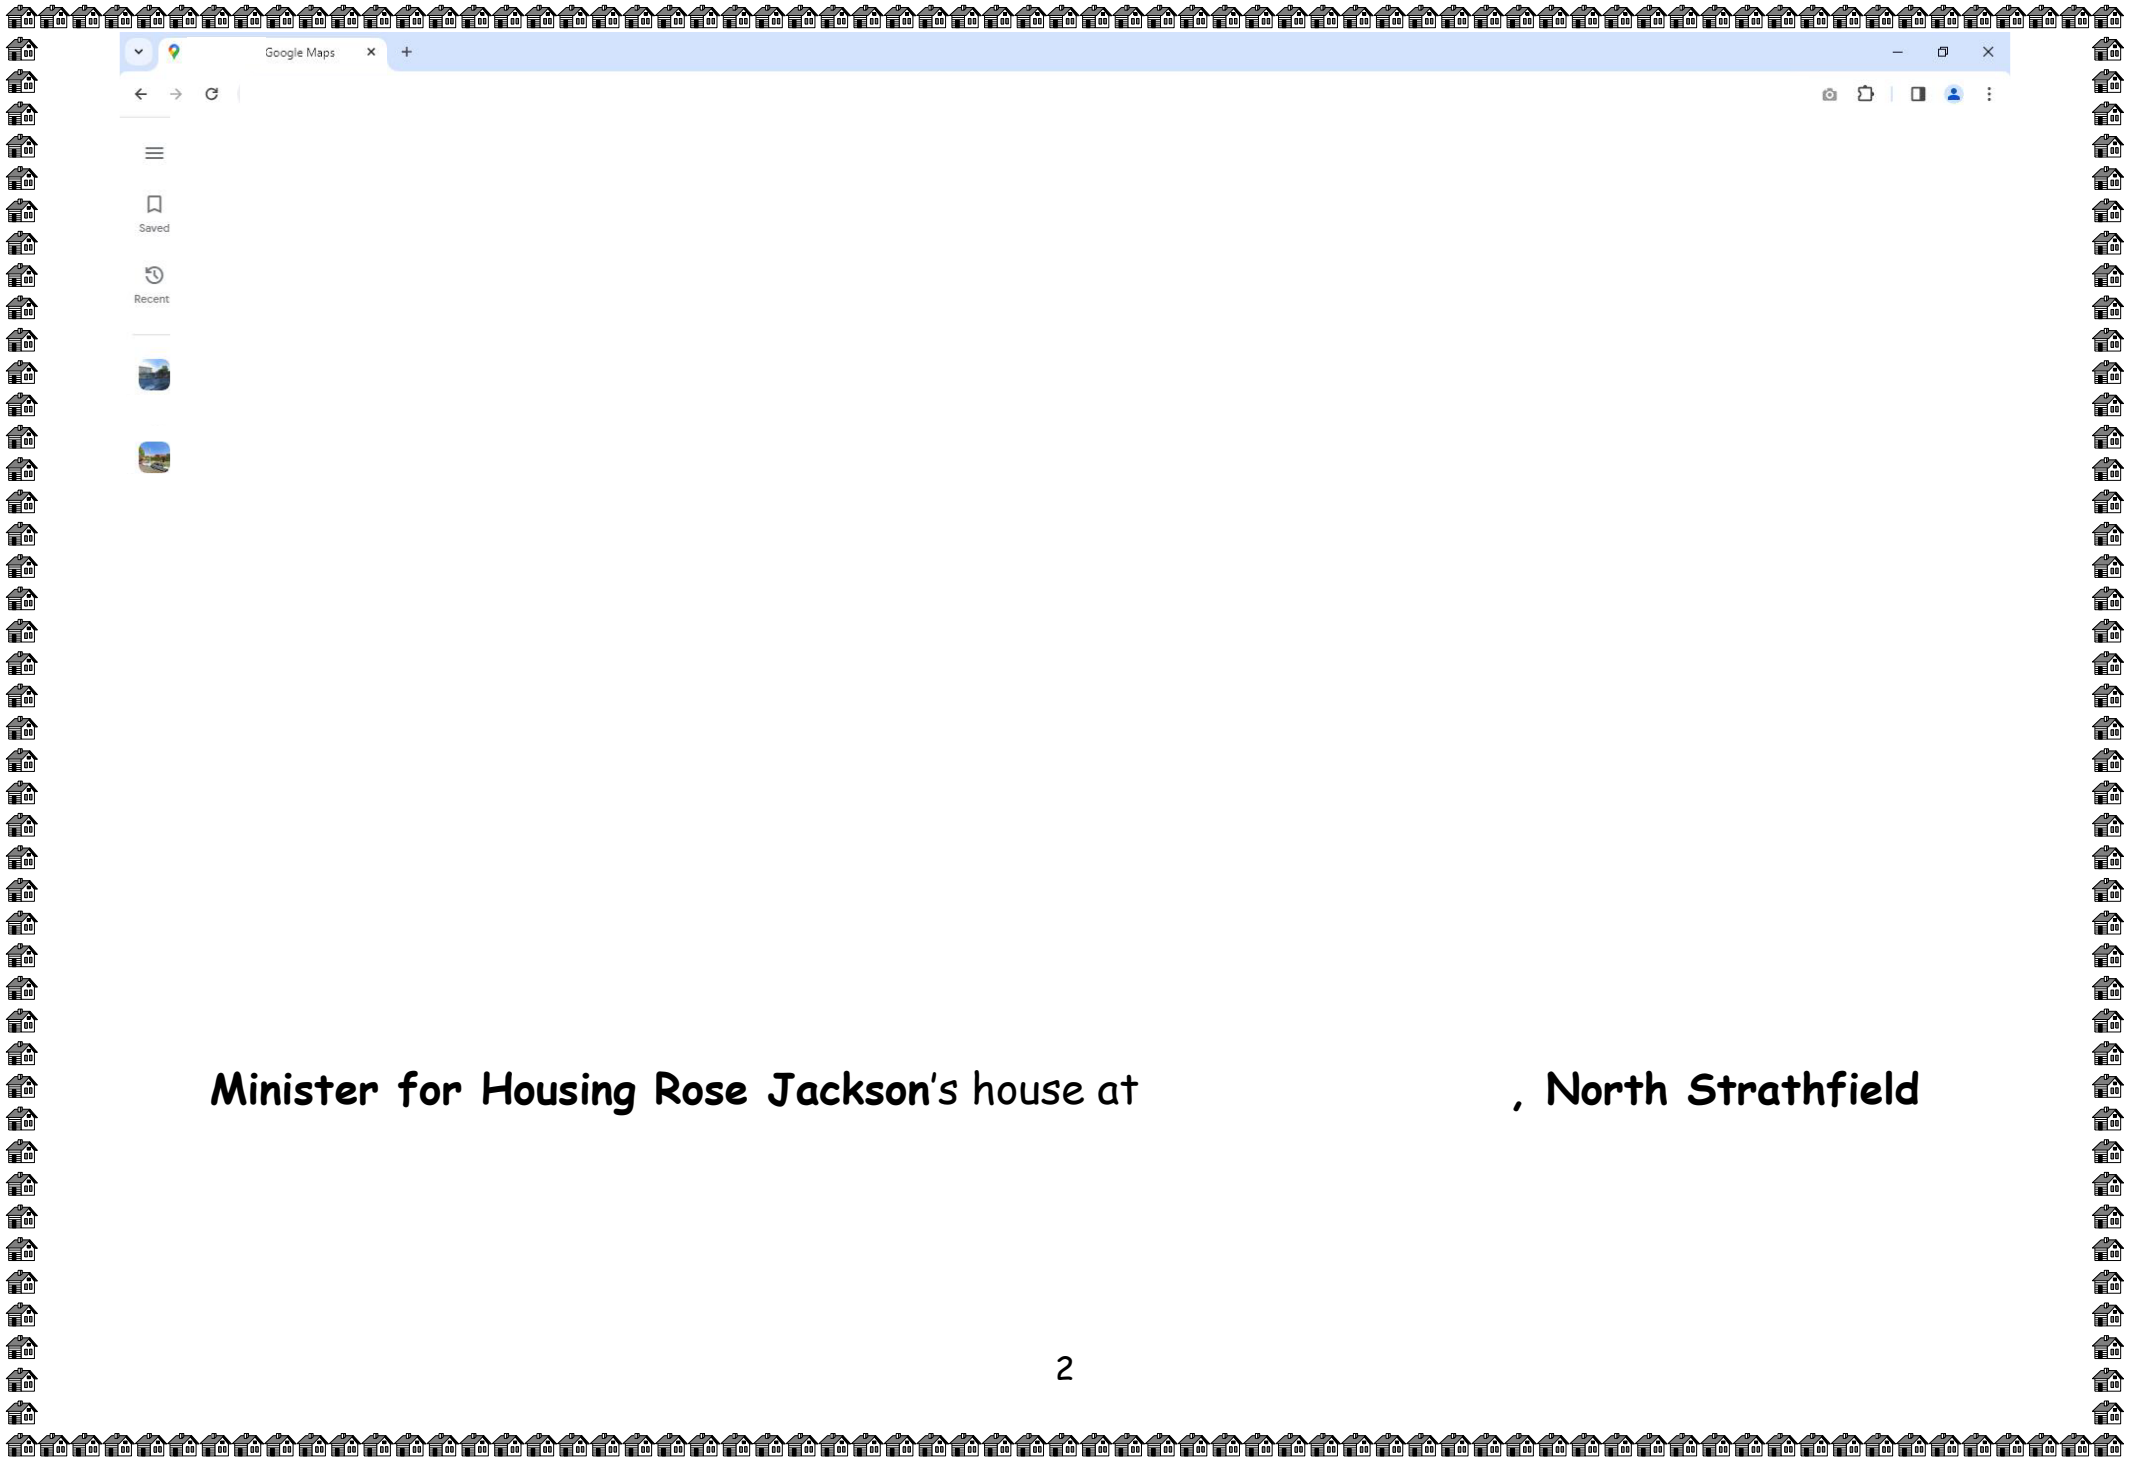 Google Maps
Saved
Recent
Minister for Housing Rose Jackson's house at , North Strathfield
2